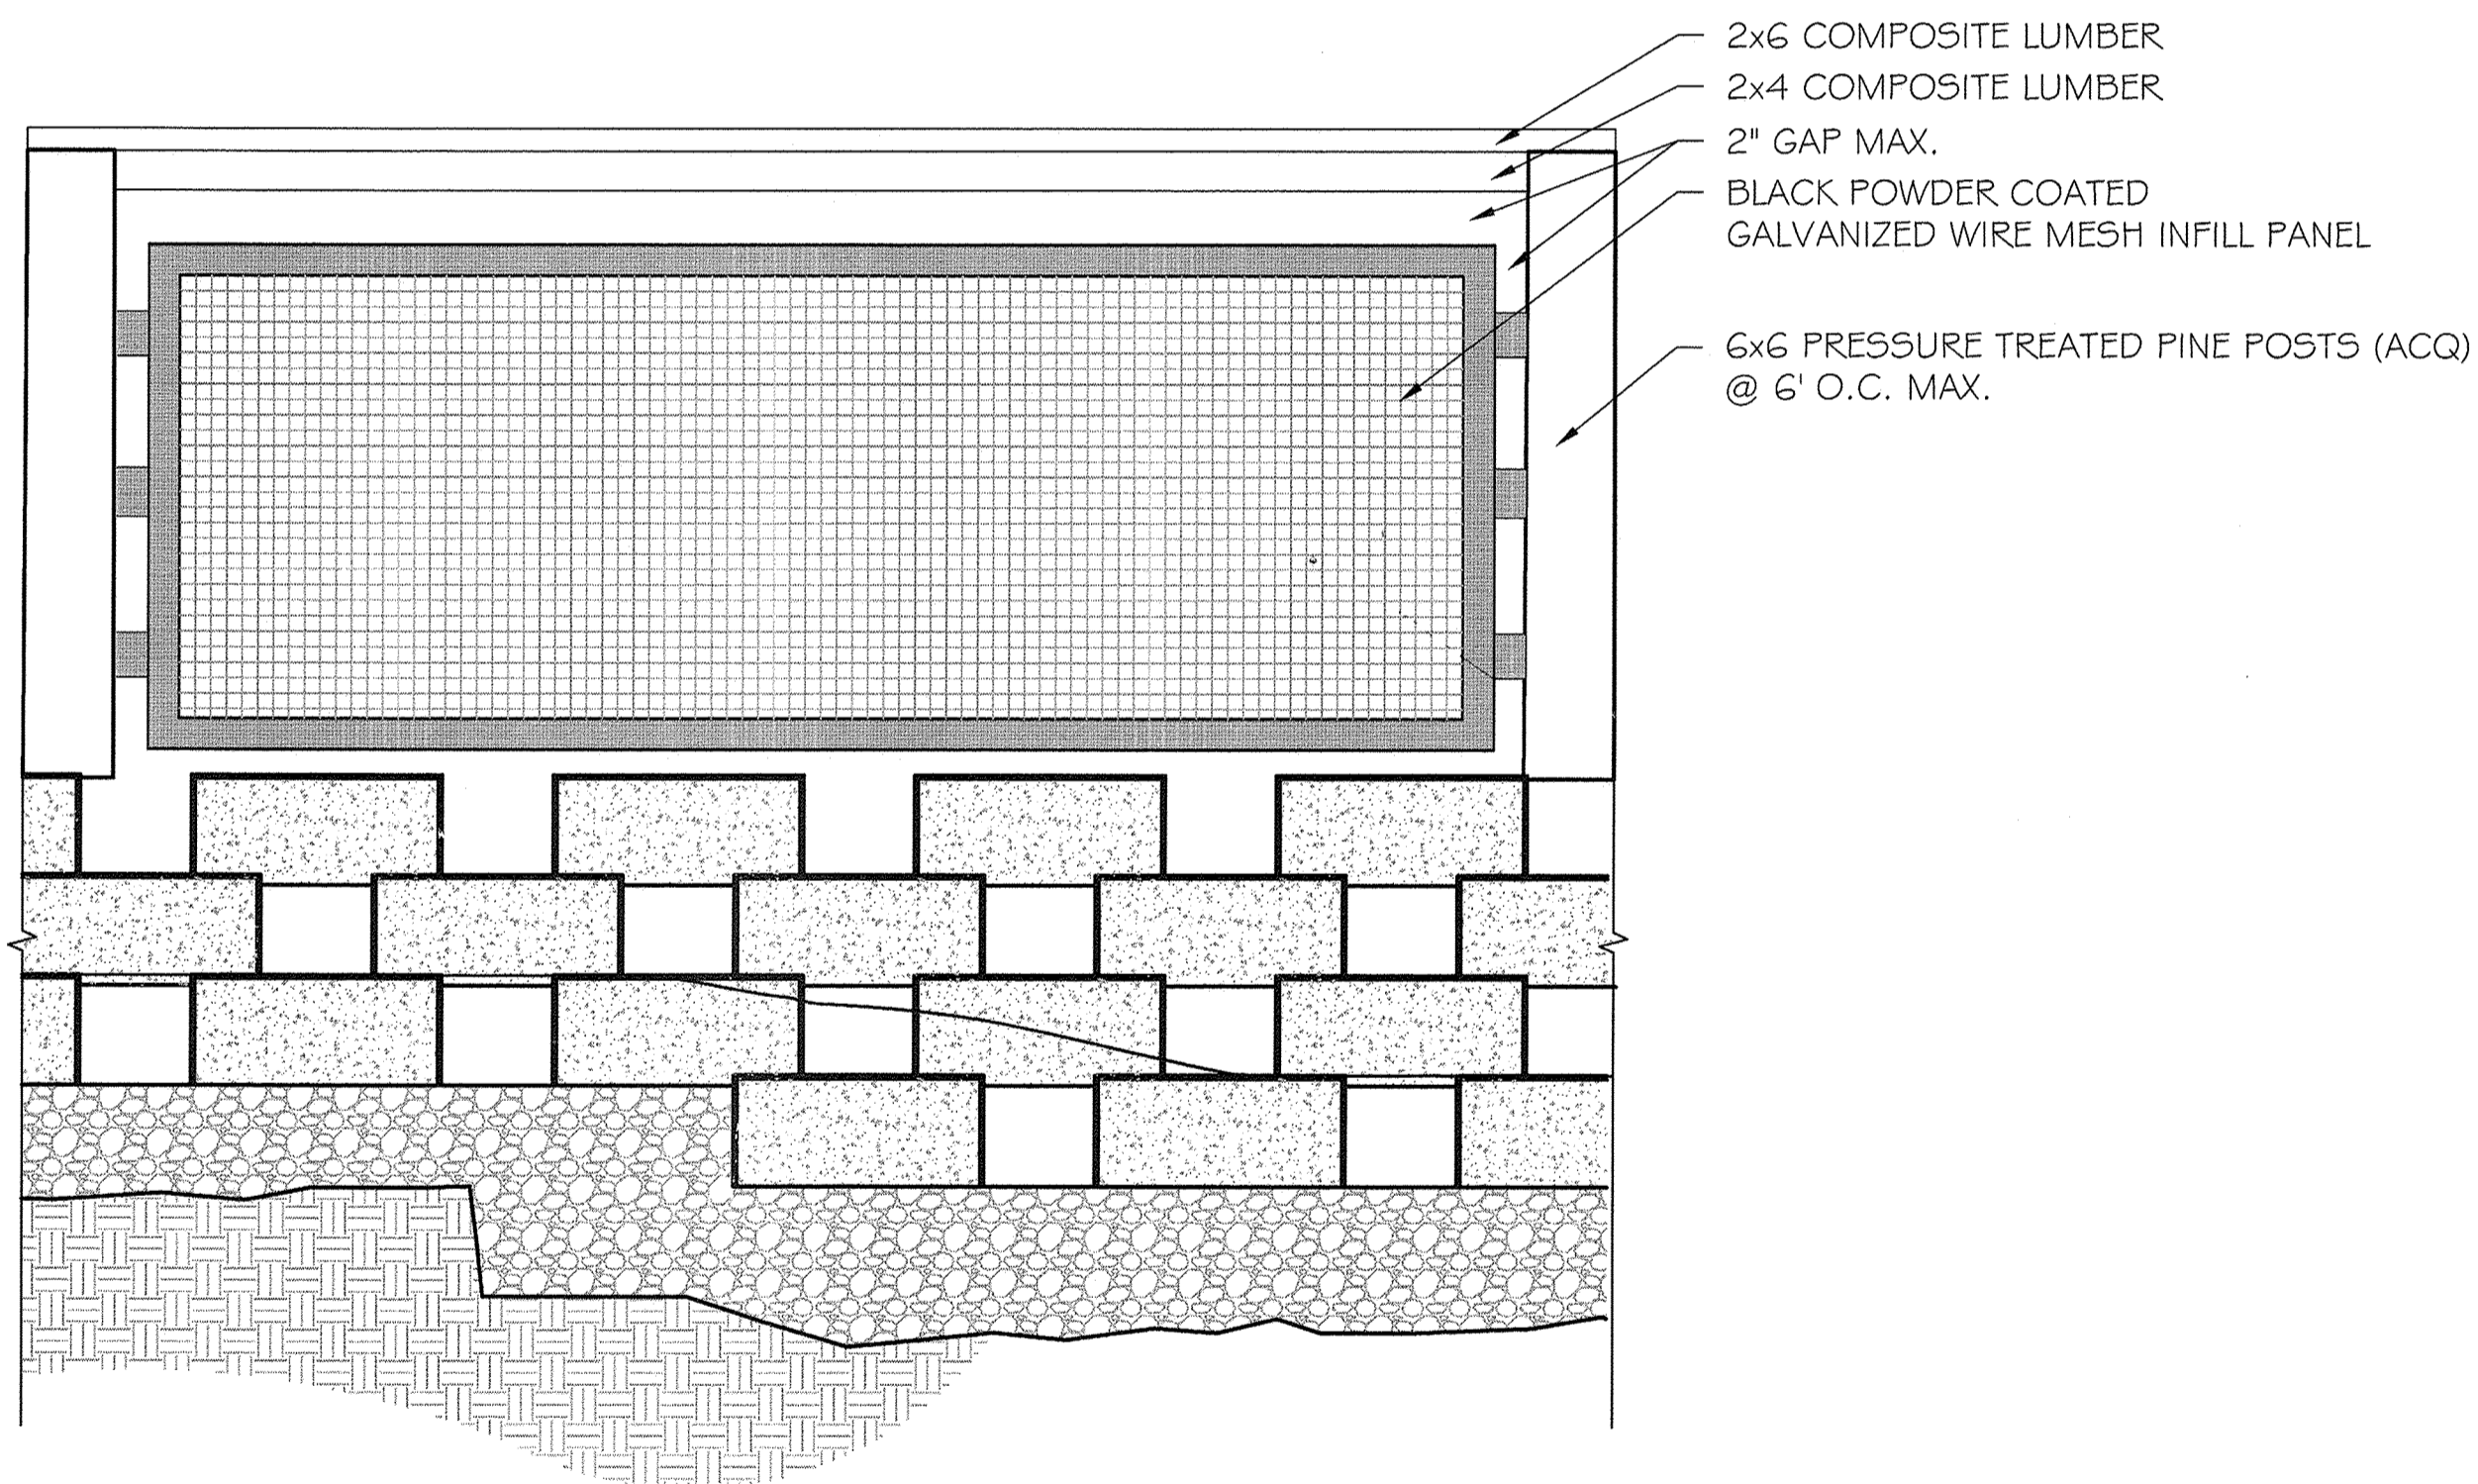 2x6 COMPOSITE LUMBER
2x4 COMPOSITE LUMBER
2" GAP MAX.
BLACK POWDER COATED
GALVANIZED WIRE MESH INFILL PANEL
6x6 PRESSURE TREATED PINE POSTS (ACQ)
@ 6' O.C. MAX.